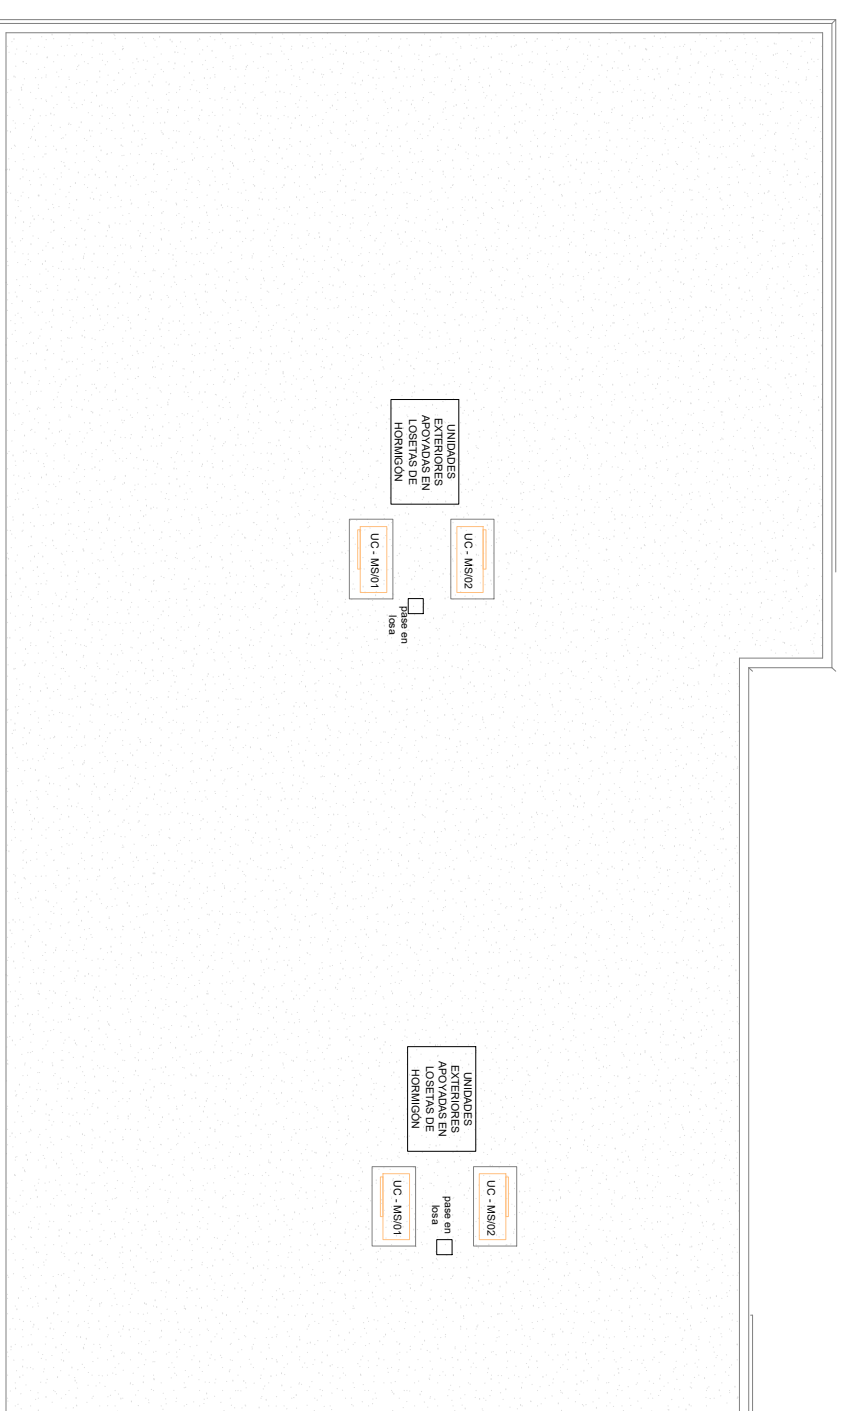 UNIDADES
EXTERIORES
APOYADAS EN
LOSETAS DE
HORMIGÓN
UC - MS/02
UC - MS/01
pase en
losa
UNIDADES
EXTERIORES
APOYADAS EN
LOSETAS DE
HORMIGÓN
UC - MS/02
UC - MS/01
pase en
losa